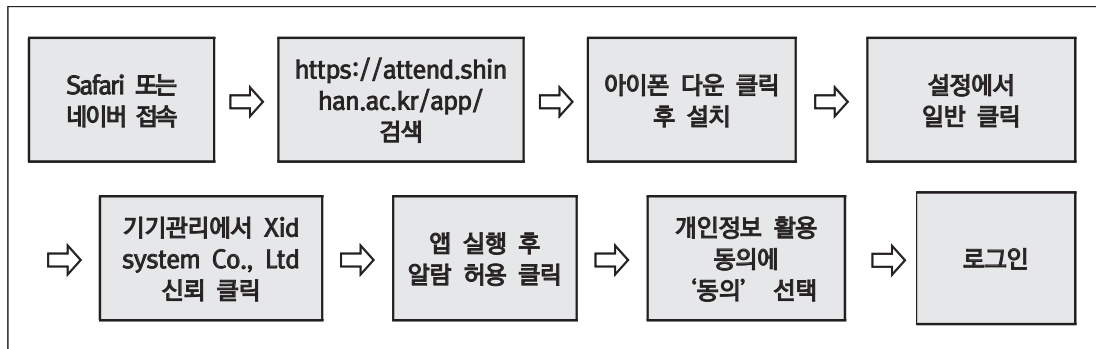 Safari 또는
네이버 접속
https://attend.shin
han.ac.kr/app/
검색
아이폰 다운 클릭
후 설치
설정에서
일반 클릭
기기관리에서 Xid
system Co., Ltd
신뢰 클릭
앱 실행 후
알람 허용 클릭
개인정보 활용
동의에
‘동의’ 선택
로그인